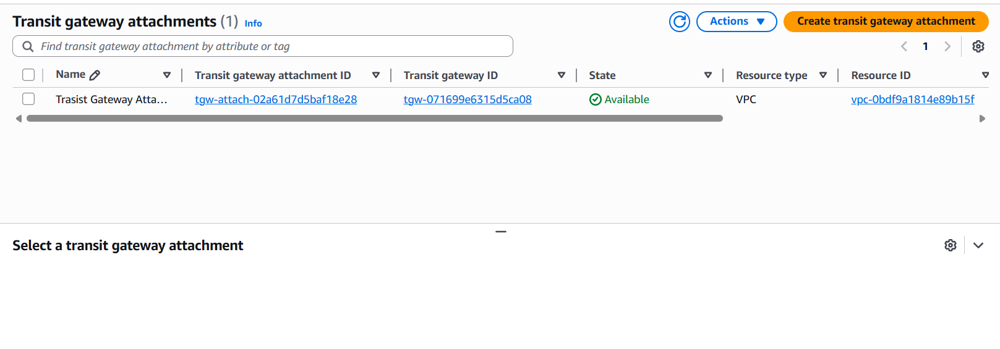 Transit gateway attachments (1) Info
Actions
Create transit gateway attachment
Find transit gateway attachment by attribute or tag
1
Name Transit gateway attachment ID Transit gateway ID State Resource type Resource ID
Trasist Gateway Atta... tgw-attach-02a61d7d5baf18e28 tgw-071699e6315d5ca08 Available VPC vpc-0bdf9a1814e89b15f
Select a transit gateway attachment